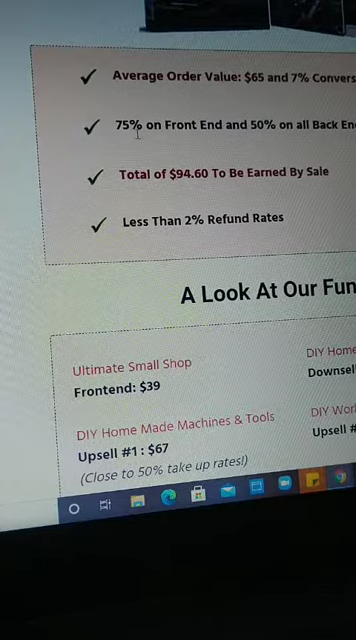 Average Order Value: $65 and 7% Convers
75% on Front End and 50% on all Back En
Total of $94.60 To Be Earned By Sale
Less Than 2% Refund Rates
A Look At Our Fun
Ultimate Small Shop
Frontend: $39
DIY Home
Downsel
DIY Home Made Machines & Tools
Upsell #1 : $67
(Close to 50% take up rates!)
DIY Wor
Upsell #